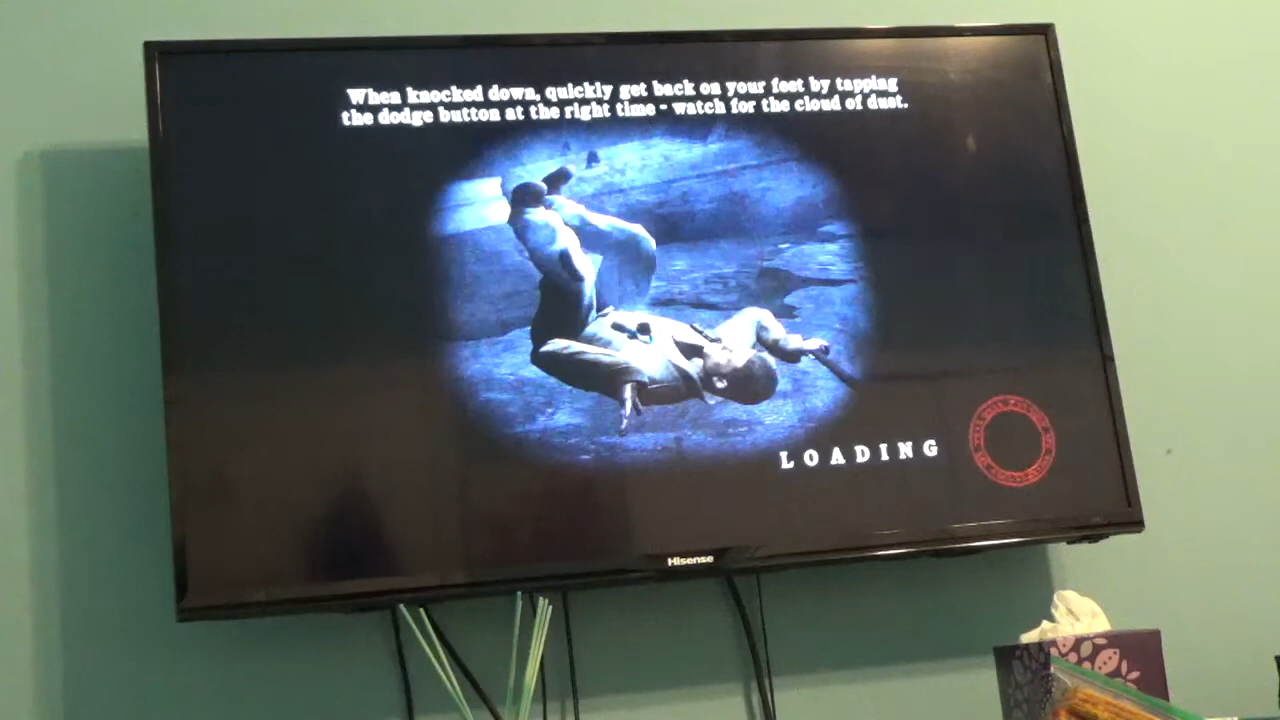 When knocked down, quickly get back on your feet by tapping
the dodge button at the right time - watch for the cloud of dust.
LOADING
Hisense